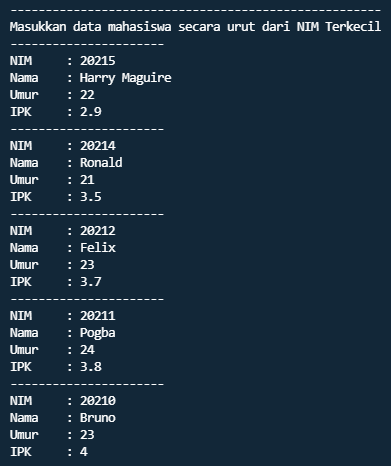 -----------------------------------------------------
Masukkan data mahasiswa secara urut dari NIM Terkecil
----------------------
NIM     : 20215
Nama    : Harry Maguire
Umur    : 22
IPK     : 2.9
----------------------
NIM     : 20214
Nama    : Ronald
Umur    : 21
IPK     : 3.5
----------------------
NIM     : 20212
Nama    : Felix
Umur    : 23
IPK     : 3.7
----------------------
NIM     : 20211
Nama    : Pogba
Umur    : 24
IPK     : 3.8
----------------------
NIM     : 20210
Nama    : Bruno
Umur    : 23
IPK     : 4